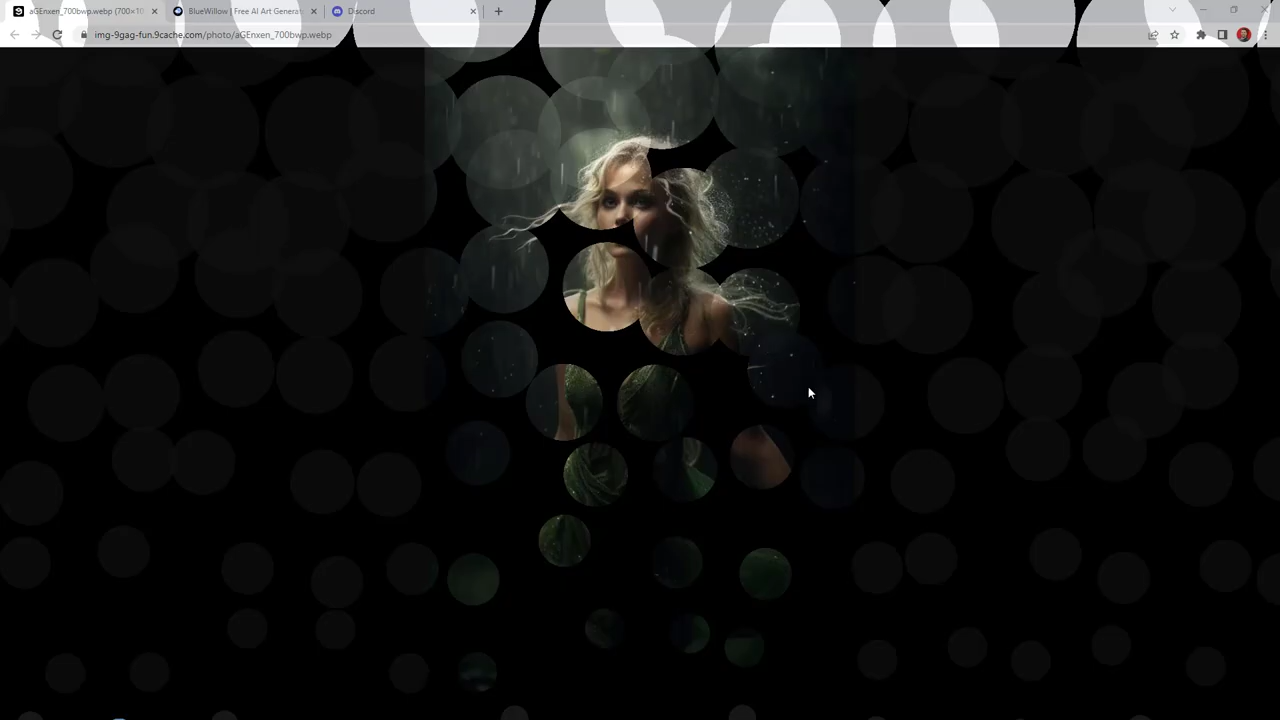 aGEnxen_700bwp.webp (700×10
BlueWillow | Free AI Art Generat
Discord
img-9gag-fun.9cache.com/photo/aGEnxen_700bwp.webp